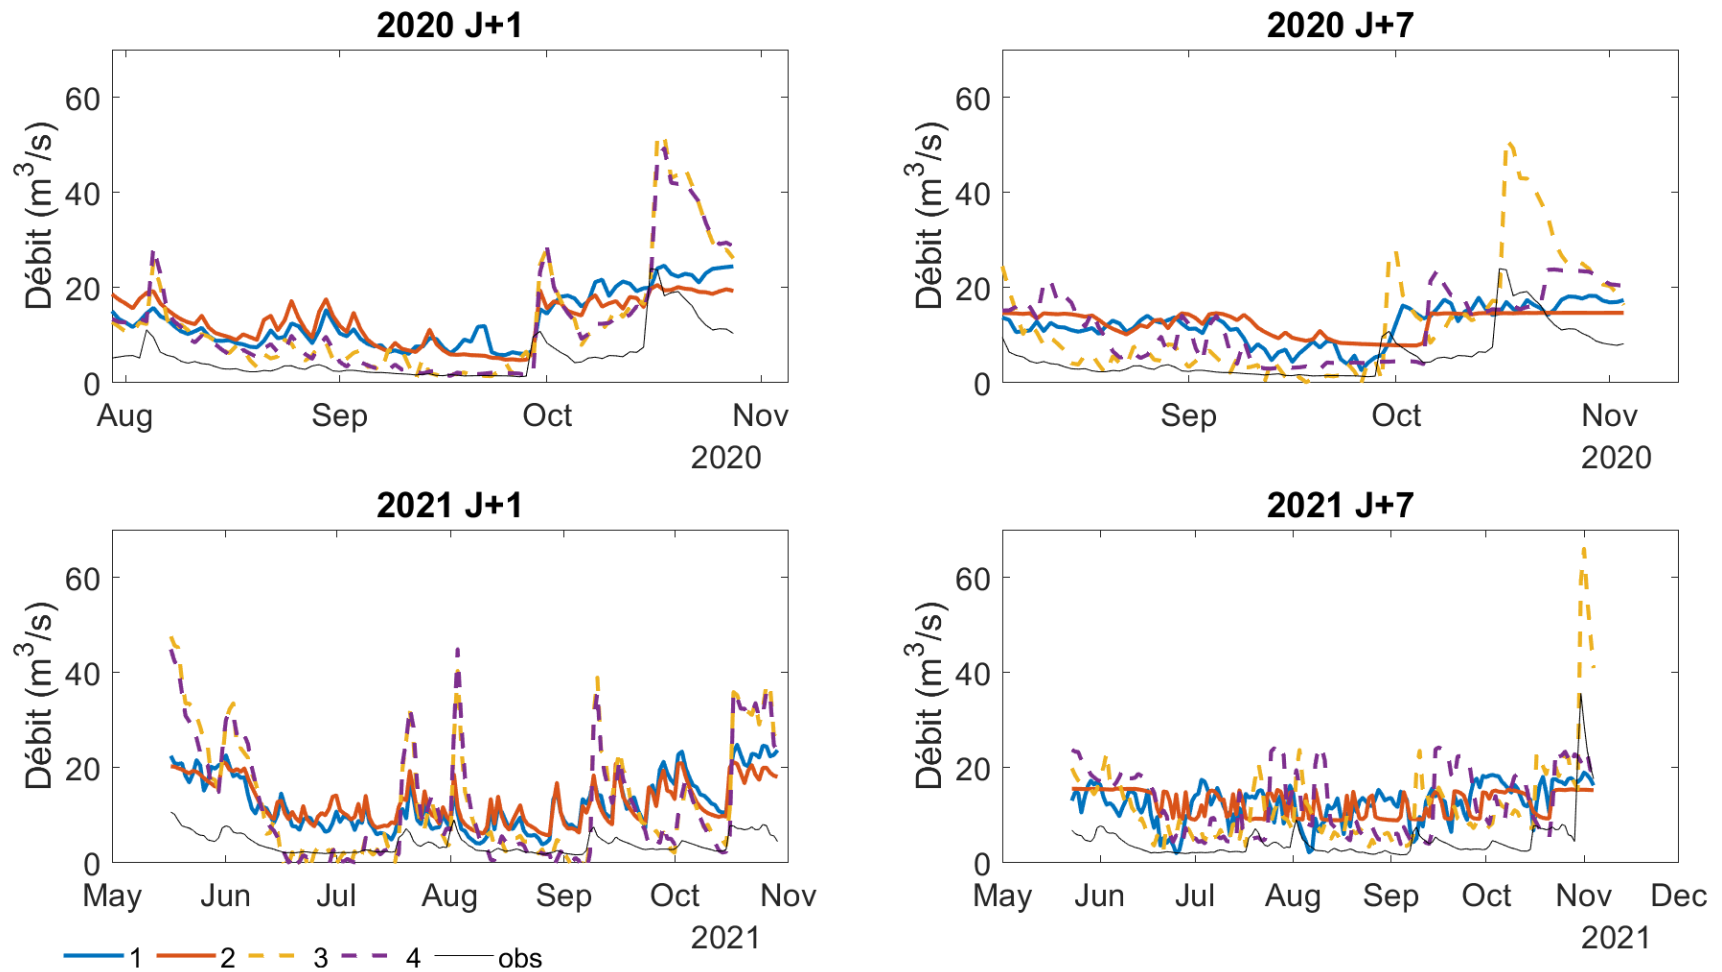 2020 J+1
Débit (m³/s)
60
40
20
0
Aug Sep Oct Nov
2020
2020 J+7
Débit (m³/s)
60
40
20
0
Sep Oct Nov
2020
2021 J+1
Débit (m³/s)
60
40
20
0
May Jun Jul Aug Sep Oct Nov
2021
2021 J+7
Débit (m³/s)
60
40
20
0
May Jun Jul Aug Sep Oct Nov Dec
2021
1 2 3 4 obs